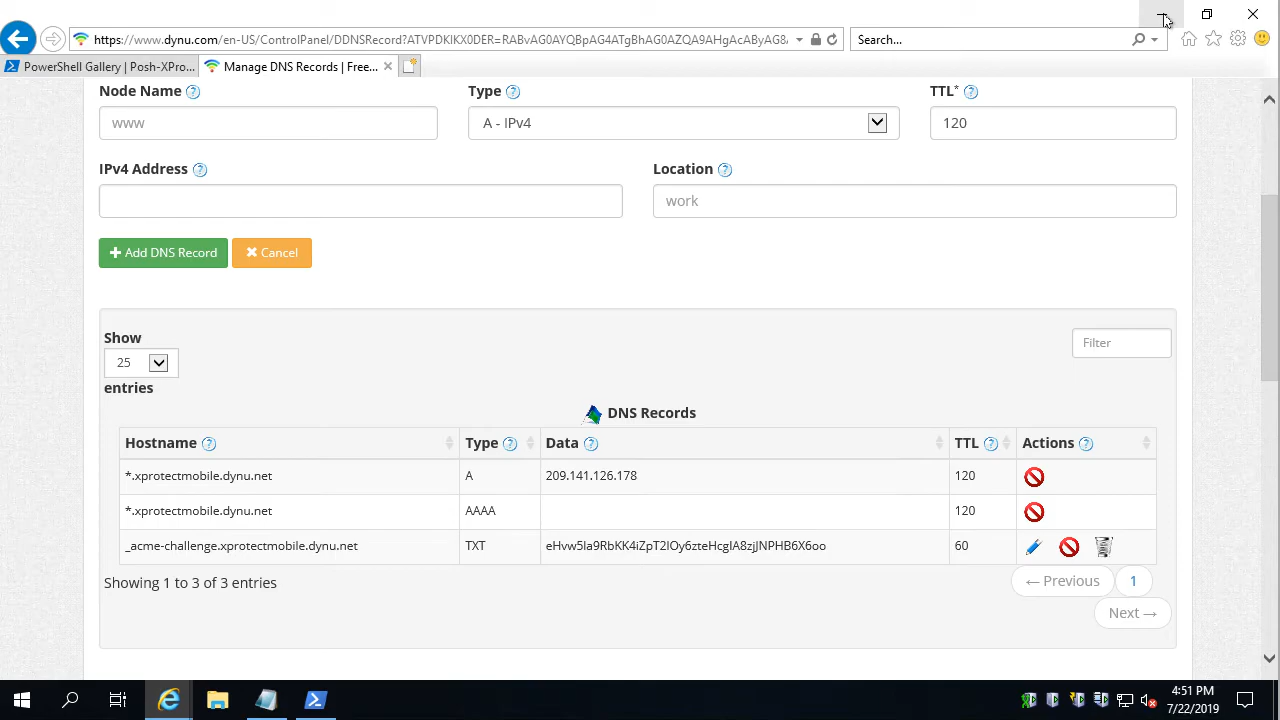 https://www.dynu.com/en-US/ControlPanel/DDNSRecord?ATVPDKIKX0DER=RABvAG0AYQBpAG4ATgBhAG0AZQA9AHgAcAByAG8A
Search...
PowerShell Gallery | Posh-XPro...
Manage DNS Records | Free...
Node Name
Type
TTL*
www
A - IPv4
120
IPv4 Address
Location
work
Add DNS Record
Cancel
Show
25
entries
Filter
DNS Records
Hostname
Type
Data
TTL
Actions
*.xprotectmobile.dynu.net
A
209.141.126.178
120
*.xprotectmobile.dynu.net
AAAA
120
_acme-challenge.xprotectmobile.dynu.net
TXT
eHvw5la9RbKK4iZpT2lOy6zteHcgIA8zjJNPHB6X6oo
60
Showing 1 to 3 of 3 entries
← Previous
1
Next →
4:51 PM
7/22/2019